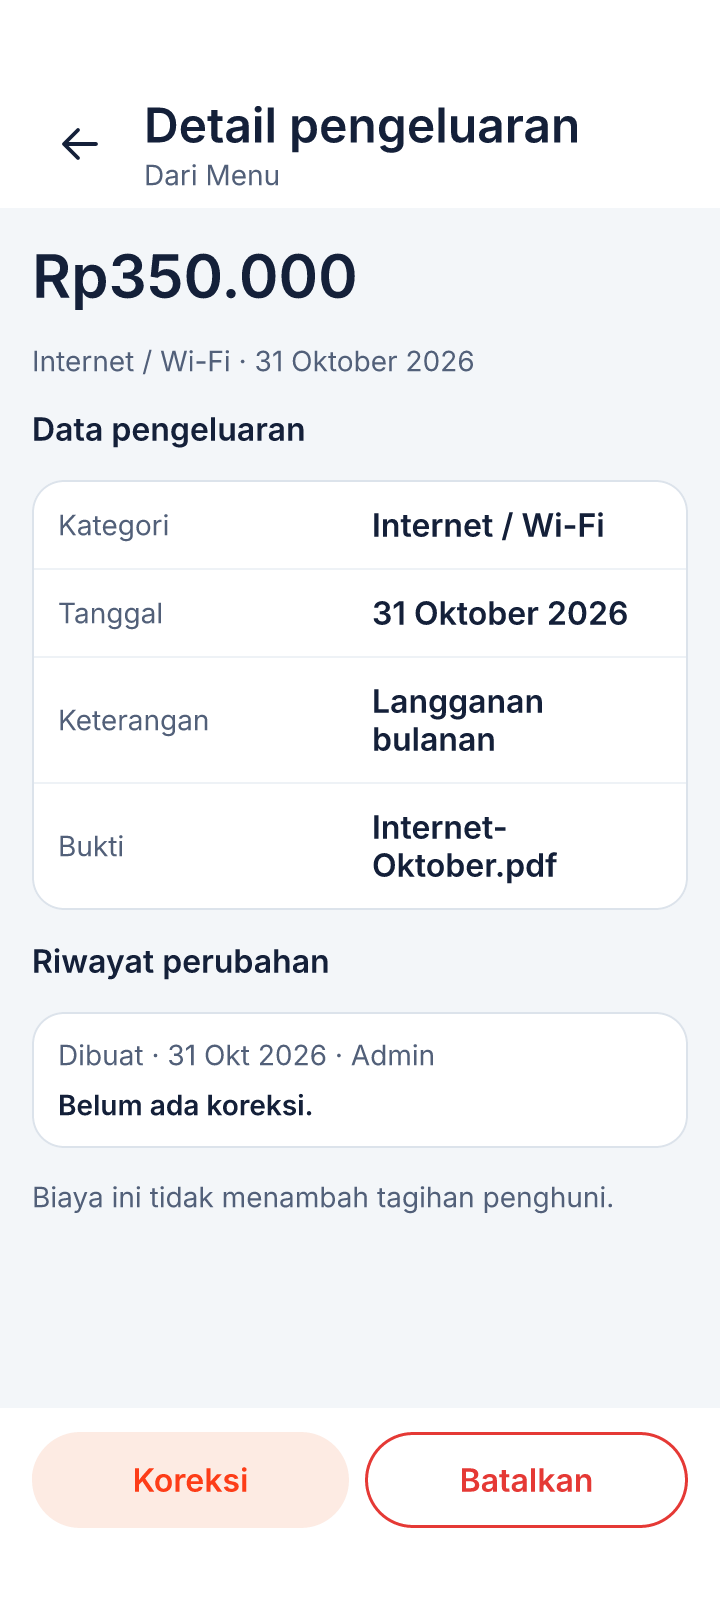 Detail pengeluaran
Dari Menu
Rp350.000
Internet / Wi-Fi · 31 Oktober 2026
Data pengeluaran
Kategori
Internet / Wi-Fi
Tanggal
31 Oktober 2026
Keterangan
Langganan
bulanan
Bukti
Internet-
Oktober.pdf
Riwayat perubahan
Dibuat · 31 Okt 2026 · Admin
Belum ada koreksi.
Biaya ini tidak menambah tagihan penghuni.
Koreksi
Batalkan